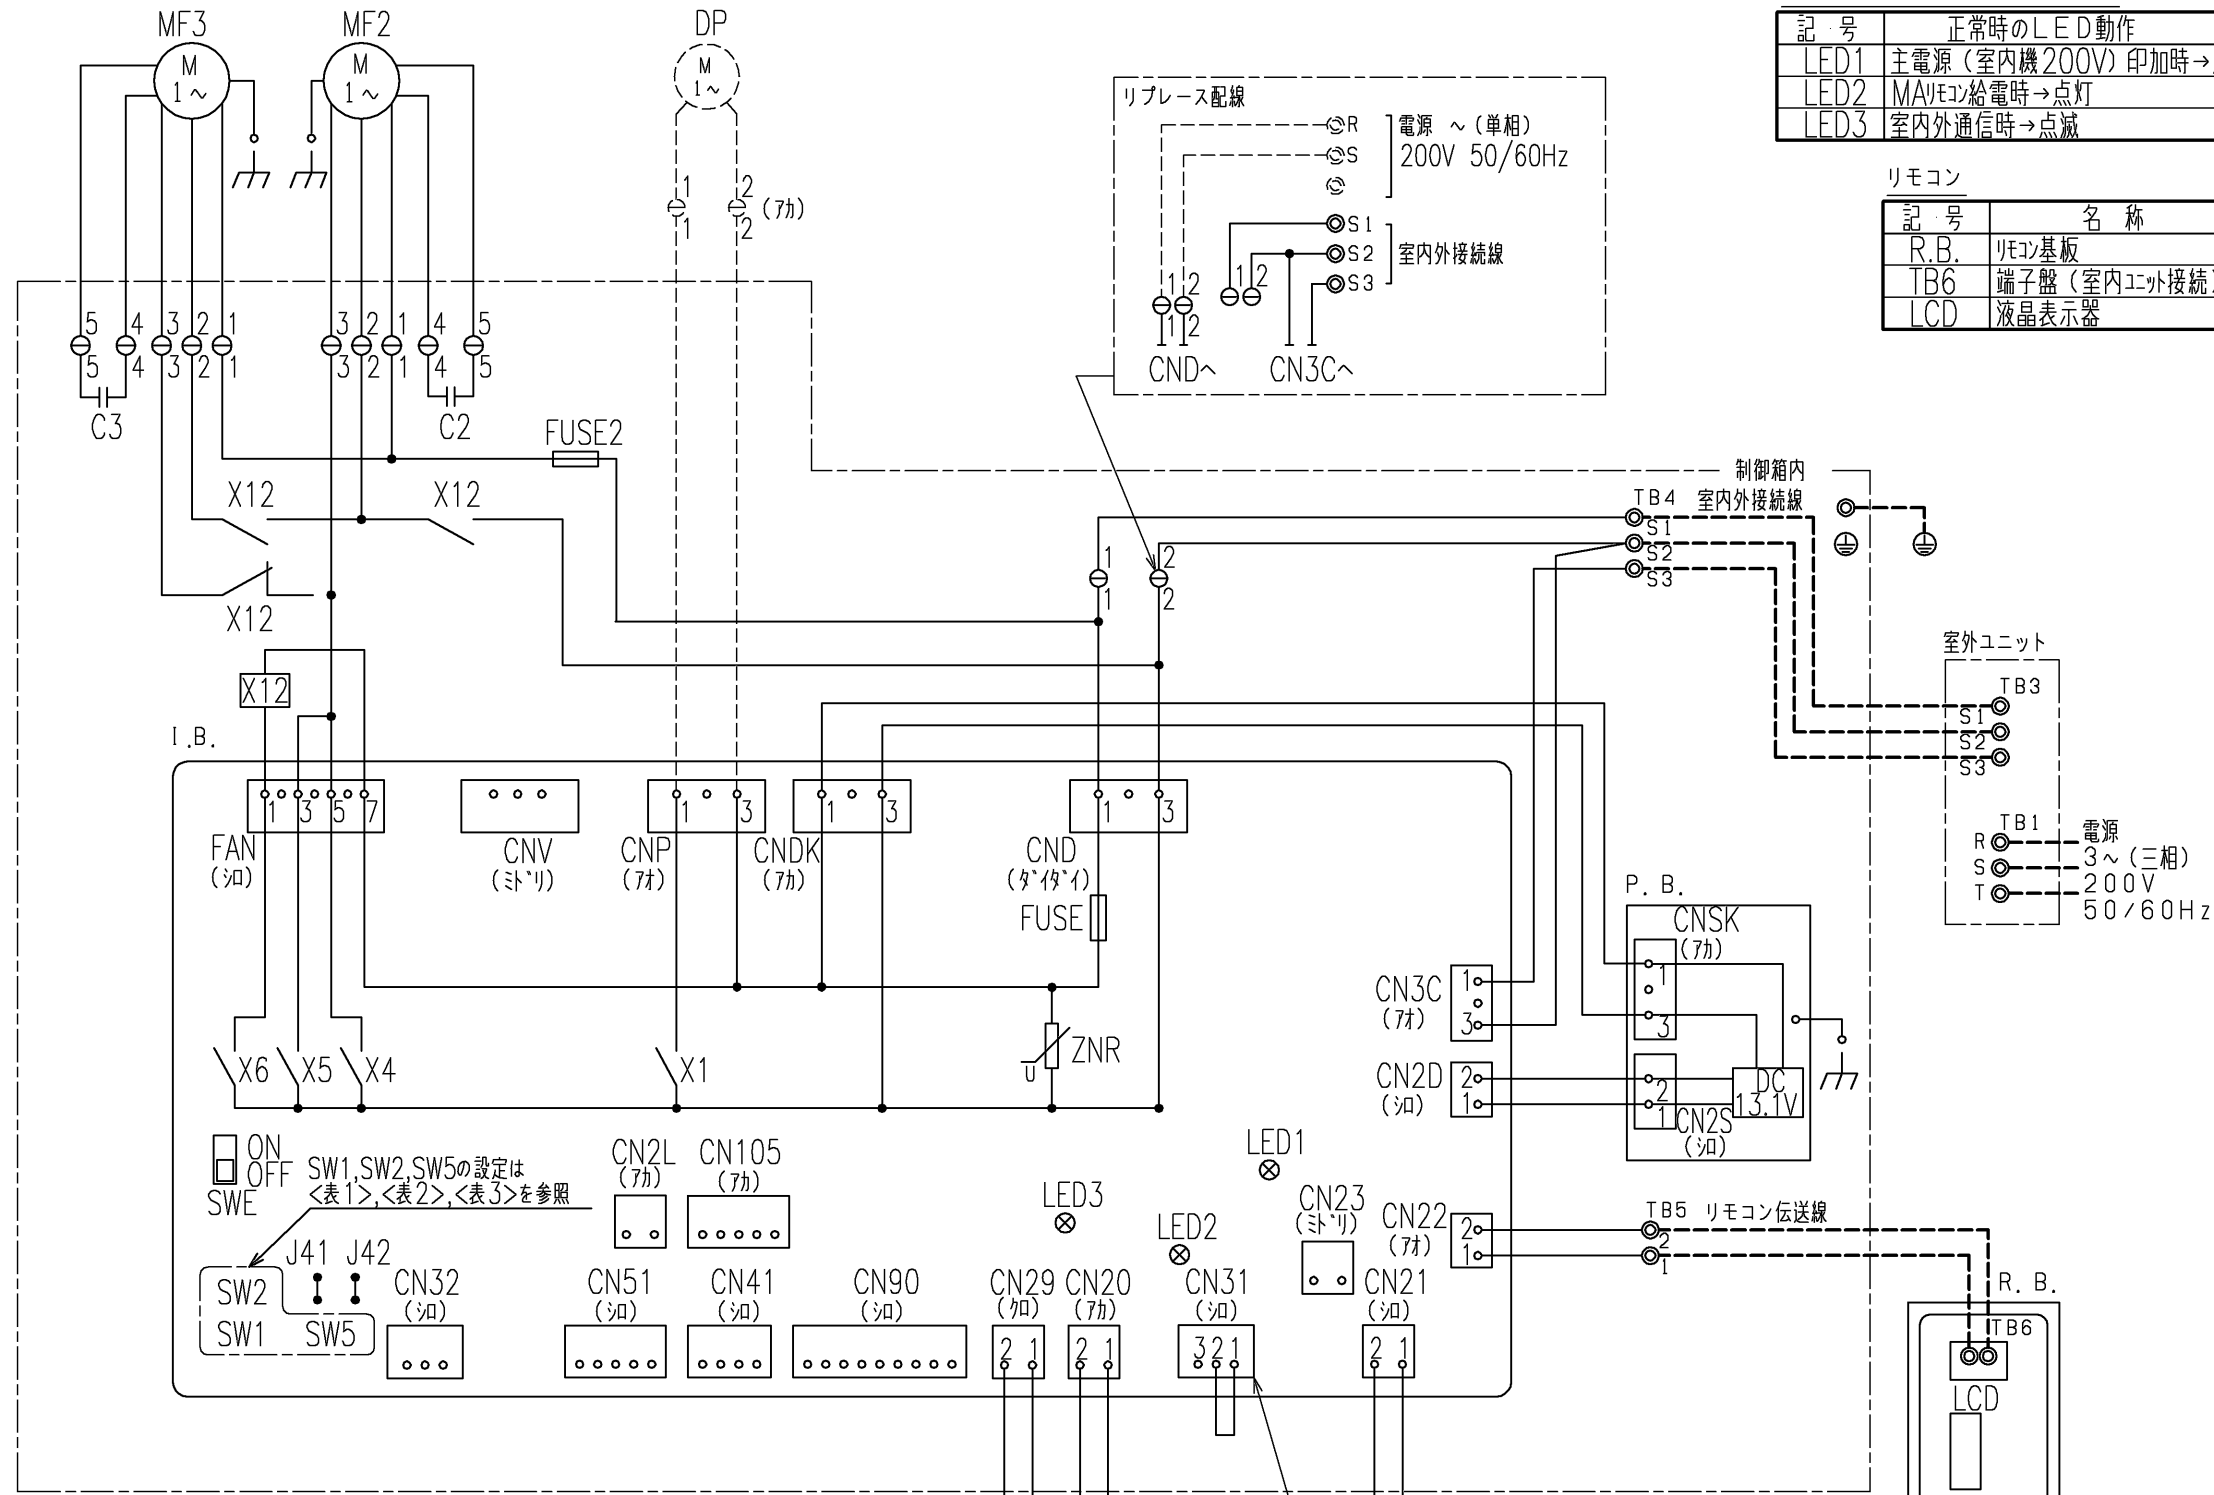 MF3
MF2
DP
M
1~
M
1~
M
1~
1
2
1
2
(アカ)
リプレース配線
R
S
電源 ~(単相)
200V 50/60Hz
S1
S2
S3
室内外接続線
1 2
1 2
1 2
CNDへ
CN3Cへ
記号 正常時のLED動作
LED1 主電源(室内機200V)印加時→
LED2 MAリモコン給電時→点灯
LED3 室内外通信時→点滅
リモコン
記号 名称
R.B. リモコン基板
TB6 端子盤(室内ユニット接続)
LCD 液晶表示器
5 4 3 2 1
5 4 3 2 1
3 2 1 4 5
3 2 1 4 5
C3
C2
FUSE2
X12
X12
X12
X12
制御箱内
TB4 室内外接続線
S1
S2
S3
1
1
2
2
室外ユニット
TB3
S1
S2
S3
TB1
R
S
T
電源
3~(三相)
200V
50/60Hz
I.B.
1 3 5 7
FAN
(シロ)
CNV
(ミドリ)
1 3
CNP
(アオ)
1 3
CNDK
(アカ)
1 3
CND
(ダイダイ)
FUSE
X6
X5
X4
X1
ZNR
U
CN3C
(アオ)
1
3
CN2D
(シロ)
2
1
P.B.
CNSK
(アカ)
1
3
2
1
CN2S
(シロ)
DC
13.1V
ON
OFF
SWE
SW1,SW2,SW5の設定は
<表1>,<表2>,<表3>を参照
CN2L
(アカ)
CN105
(アカ)
LED1
LED3
LED2
CN23
(ミドリ)
CN22
(アオ)
2
1
TB5 リモコン伝送線
2
1
J41 J42
SW2
SW1
SW5
CN32
(シロ)
CN51
(シロ)
CN41
(シロ)
CN90
(シロ)
CN29
(クロ)
2 1
CN20
(アカ)
2 1
CN31
(シロ)
3 2 1
CN21
(シロ)
2 1
R.B.
TB6
LCD